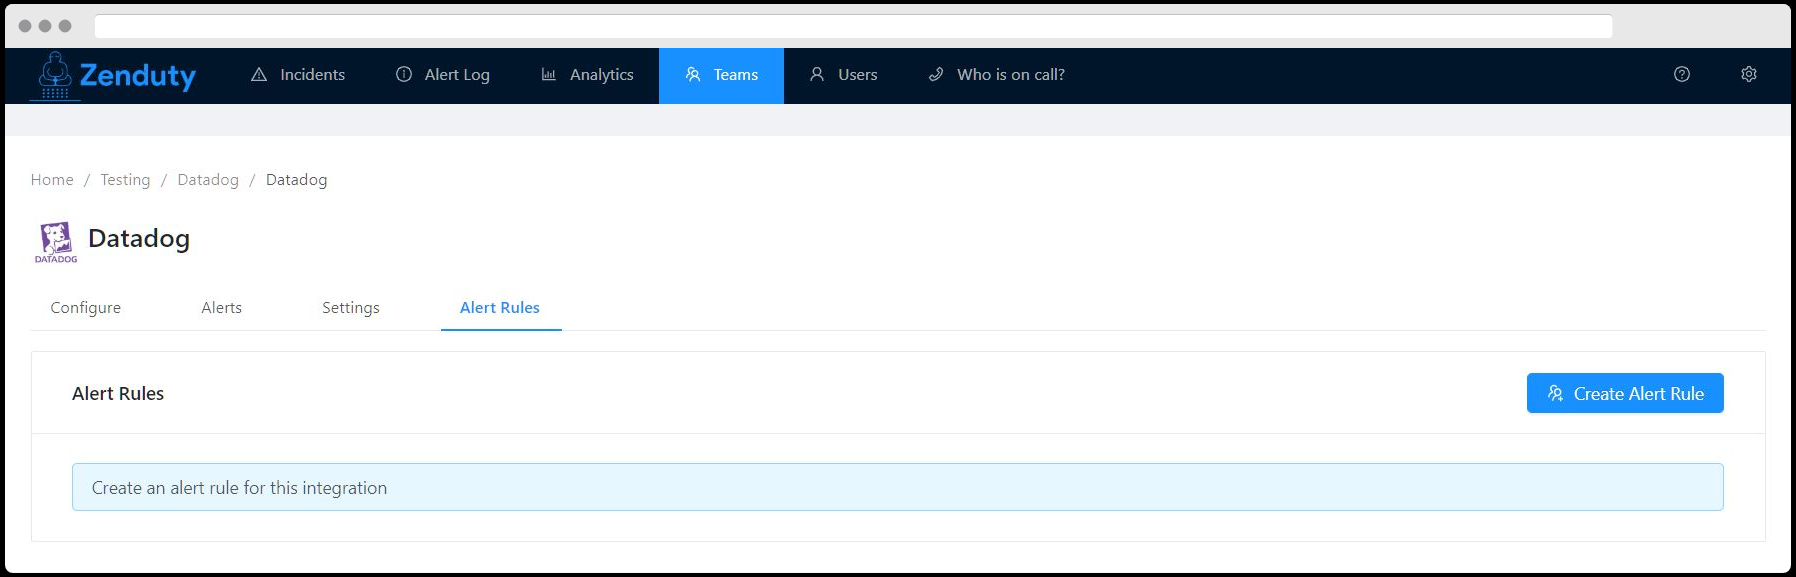 Zenduty Incidents Alert Log Analytics Teams Users Who is on call?
Home / Testing / Datadog / Datadog
DATADOG
Datadog
Configure Alerts Settings Alert Rules
Alert Rules
Create Alert Rule
Create an alert rule for this integration